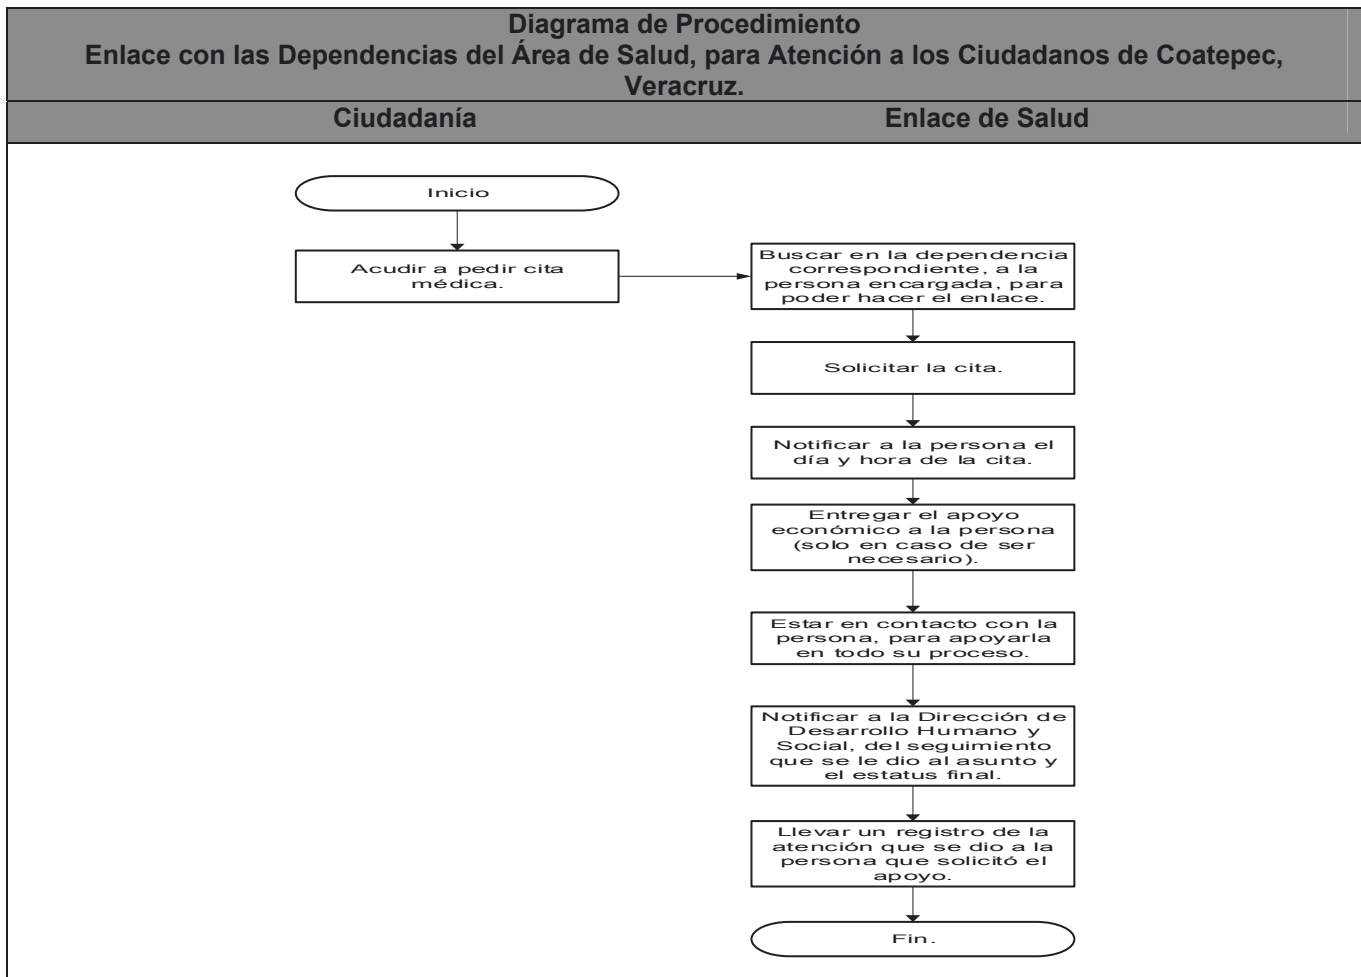 Diagrama de Procedimiento
Enlace con las Dependencias del Área de Salud, para Atención a los Ciudadanos de Coatepec,
Veracruz.
Ciudadanía
Enlace de Salud
Inicio
Acudir a pedir cita
médica.
Buscar en la dependencia
correspondiente, a la
persona encargada, para
poder hacer el enlace.
Solicitar la cita.
Notificar a la persona el
día y hora de la cita.
Entregar el apoyo
económico a la persona
(solo en caso de ser
necesario).
Estar en contacto con la
persona, para apoyarla
en todo su proceso.
Notificar a la Dirección de
Desarrollo Humano y
Social, del seguimiento
que se le dio al asunto y
el estatus final.
Llevar un registro de la
atención que se dio a la
persona que solicitó el
apoyo.
Fin.